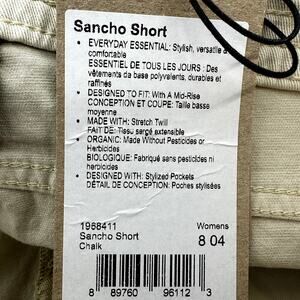 Sancho Short
• EVERYDAY ESSENTIAL: Stylish, versatile &
comfortable
ESSENTIEL DE TOUS LES JOURS : Des
vêtements da base polyvalents, durables et
raffinés
• DESIGNED TO FIT: With A Mid-Rise
CONCEPTION ET COUPE: Taille basse
moyenne
• MADE WITH: Stretch Twill
FAIT DE: Tissu sergé extensible
• ORGANIC: Made Without Pesticides or
Herbicides
BIOLOGIQUE: Fabriqué sans pesticides ni
herbicides
• DESIGNED WITH: Stylized Pockets
DÉTAIL DE CONCEPTION: Poches stylisées
1968411
Sancho Short
Chalk
Womens
8 04
8 89760 96112 3